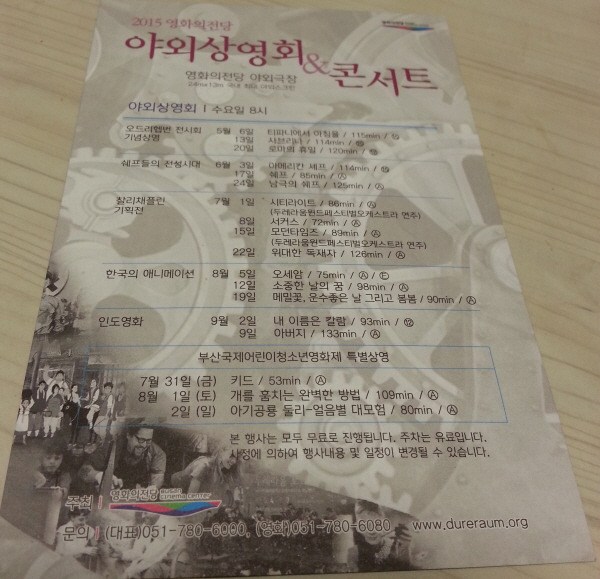 2015 영화의전당
야외상영회&콘서트
영화의전당 야외극장
24mx13m 국내 최대 야외스크린
야외상영회 | 수요일 8시
오드리햅번 전시회 5월 6일 티파니에서 아침을 / 115min / ⑫
기념상영 13일 사브리나 / 114min / ⑫
20일 로마의 휴일 / 120min / ⑫
쉐프들의 전성시대 6월 3일 아메리칸 셰프 / 114min / ⑮
17일 쉐프 / 85min / Ⓐ
24일 남극의 쉐프 / 125min / Ⓐ
찰리채플린 7월 1일 시티라이트 / 86min / Ⓐ
기획전 (두레라움윈드페스티벌오케스트라 연주)
8일 서커스 / 72min / Ⓐ
15일 모던타임즈 / 89min / Ⓐ
(두레라움윈드페스티벌오케스트라 연주)
22일 위대한 독재자 / 126min / Ⓐ
한국의 애니메이션 8월 5일 오세암 / 75min / Ⓐ / Ⓔ
12일 소중한 날의 꿈 / 98min / Ⓐ
19일 메밀꽃, 운수좋은 날 그리고 봄봄 / 90min / Ⓐ
인도영화 9월 2일 내 이름은 칼람 / 93min / ⑫
9일 아버지 / 133min / Ⓐ
부산국제어린이청소년영화제 특별상영
7월 31일 (금) 키드 / 53min / Ⓐ
8월 1일 (토) 개를 훔치는 완벽한 방법 / 109min / Ⓐ
2일 (일) 아기공룡 둘리-얼음별 대모험 / 80min / Ⓐ
본 행사는 모두 무료로 진행됩니다. 주차는 유료입니다.
사정에 의하여 행사내용 및 일정이 변경될 수 있습니다.
주최 | 영화의전당 BUSAN CINEMA CENTER
문의 | (대표)051-780-6000, (영화)051-780-6080 www.dureraum.org